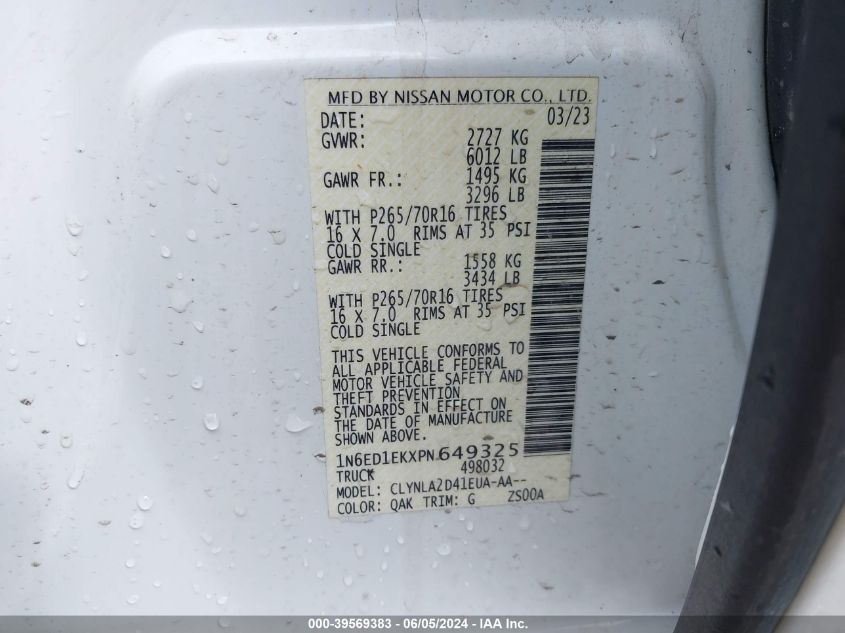 MFD BY NISSAN MOTOR CO., LTD.
DATE: 03/23
GVWR: 2727 KG
6012 LB
GAWR FR.: 1495 KG
3296 LB
WITH P265/70R16 TIRES
16 X 7.0 RIMS AT 35 PSI
COLD SINGLE
GAWR RR.: 1558 KG
3434 LB
WITH P265/70R16 TIRES
16 X 7.0 RIMS AT 35 PSI
COLD SINGLE
THIS VEHICLE CONFORMS TO
ALL APPLICABLE FEDERAL
MOTOR VEHICLE SAFETY AND
THEFT PREVENTION
STANDARDS IN EFFECT ON
THE DATE OF MANUFACTURE
SHOWN ABOVE.
1N6ED1EKXPN649325
TRUCK 498032
MODEL: CLYNLA2D41EUA-AA--
COLOR: QAK TRIM: G ZS00A
000-39569383 - 06/05/2024 - IAA Inc.